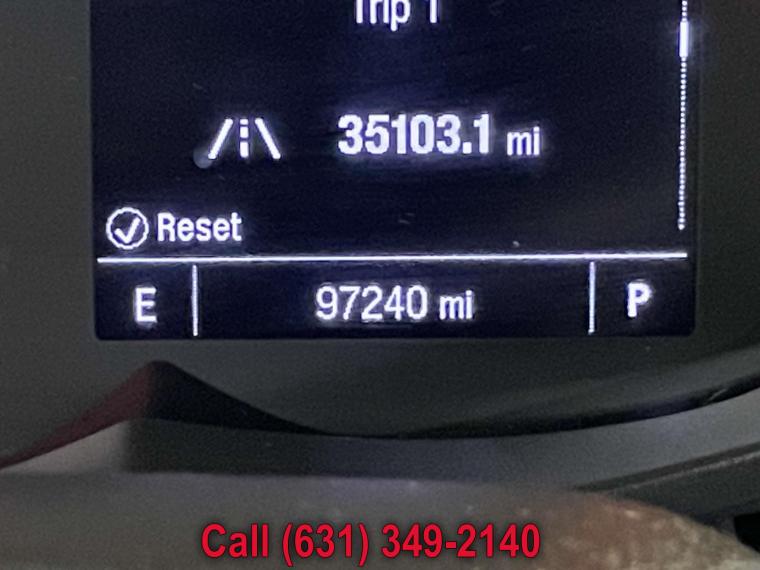 Trip 1
35103.1 mi
Reset
E 97240 mi P
Call (631) 349-2140